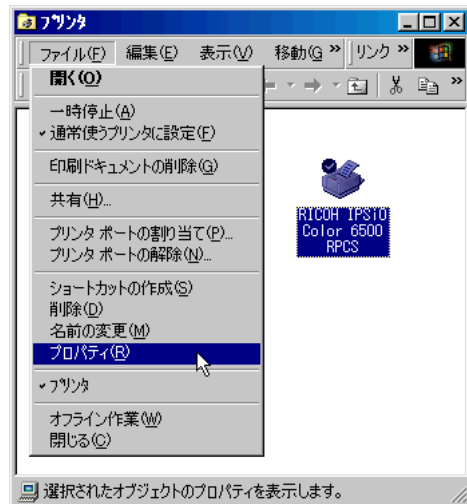 プリンタ
ファイル(F) 編集(E) 表示(V) 移動(G » リンク »
開く(O)
一時停止(A)
通常使うプリンタに設定(F)
印刷ドキュメントの削除(G)
共有(H)...
プリンタ ポートの割り当て(P)...
プリンタ ポートの解除(N)...
ショートカットの作成(S)
削除(D)
名前の変更(M)
プロパティ(R)
プリンタ
オフライン作業(W)
閉じる(C)
RICOH IPSiO
Color 6500
RPCS
選択されたオブジェクトのプロパティを表示します。